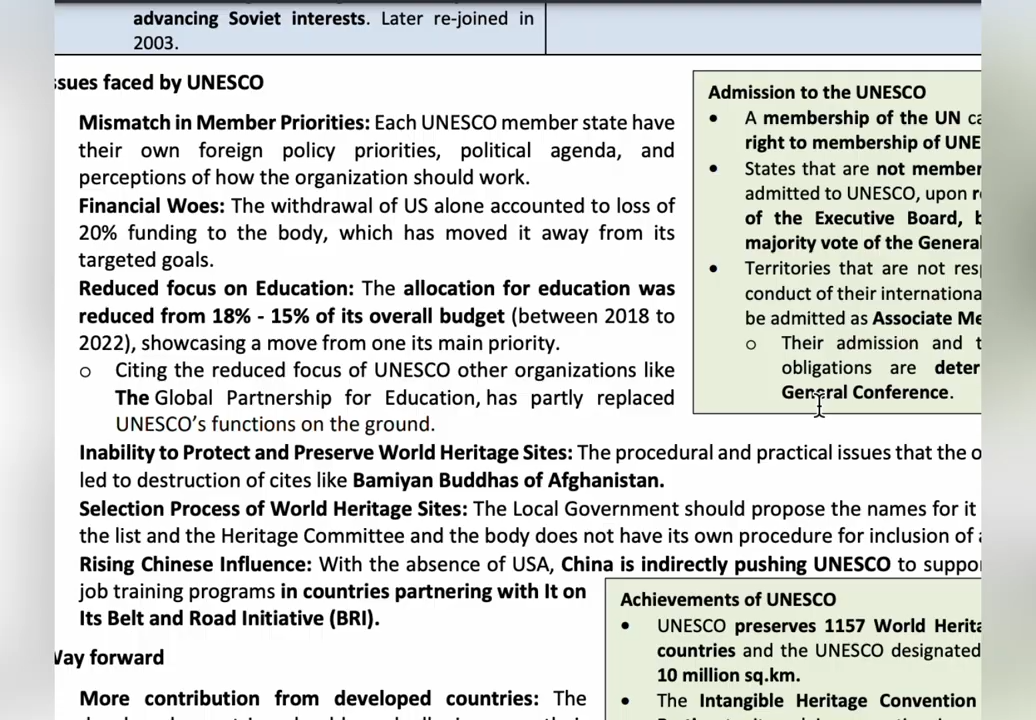 advancing Soviet interests. Later re-joined in
2003.
ssues faced by UNESCO
Mismatch in Member Priorities: Each UNESCO member state have
their own foreign policy priorities, political agenda, and
perceptions of how the organization should work.
Financial Woes: The withdrawal of US alone accounted to loss of
20% funding to the body, which has moved it away from its
targeted goals.
Reduced focus on Education: The allocation for education was
reduced from 18% - 15% of its overall budget (between 2018 to
2022), showcasing a move from one its main priority.
o Citing the reduced focus of UNESCO other organizations like
The Global Partnership for Education, has partly replaced
UNESCO's functions on the ground.
Admission to the UNESCO
• A membership of the UN ca
right to membership of UNE
• States that are not member
admitted to UNESCO, upon r
of the Executive Board, b
majority vote of the General
• Territories that are not resp
conduct of their internationa
be admitted as Associate Me
o Their admission and t
obligations are deter
General Conference.
Inability to Protect and Preserve World Heritage Sites: The procedural and practical issues that the o
led to destruction of cites like Bamiyan Buddhas of Afghanistan.
Selection Process of World Heritage Sites: The Local Government should propose the names for it
the list and the Heritage Committee and the body does not have its own procedure for inclusion of
Rising Chinese Influence: With the absence of USA, China is indirectly pushing UNESCO to suppo
job training programs in countries partnering with It on
Its Belt and Road Initiative (BRI).
Way forward
More contribution from developed countries: The
Achievements of UNESCO
• UNESCO preserves 1157 World Herita
countries and the UNESCO designated
10 million sq.km.
• The Intangible Heritage Convention